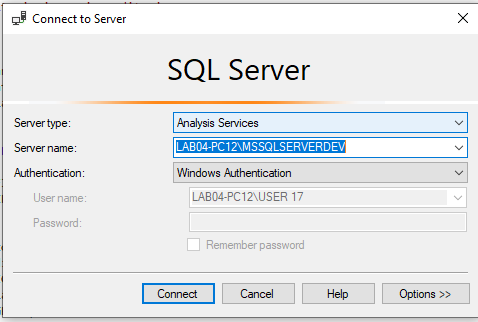 Connect to Server
SQL Server
Server type: Analysis Services
Server name: LAB04-PC12\MSSQLSERVERDEV
Authentication: Windows Authentication
User name: LAB04-PC12\USER 17
Password:
Remember password
Connect Cancel Help Options >>